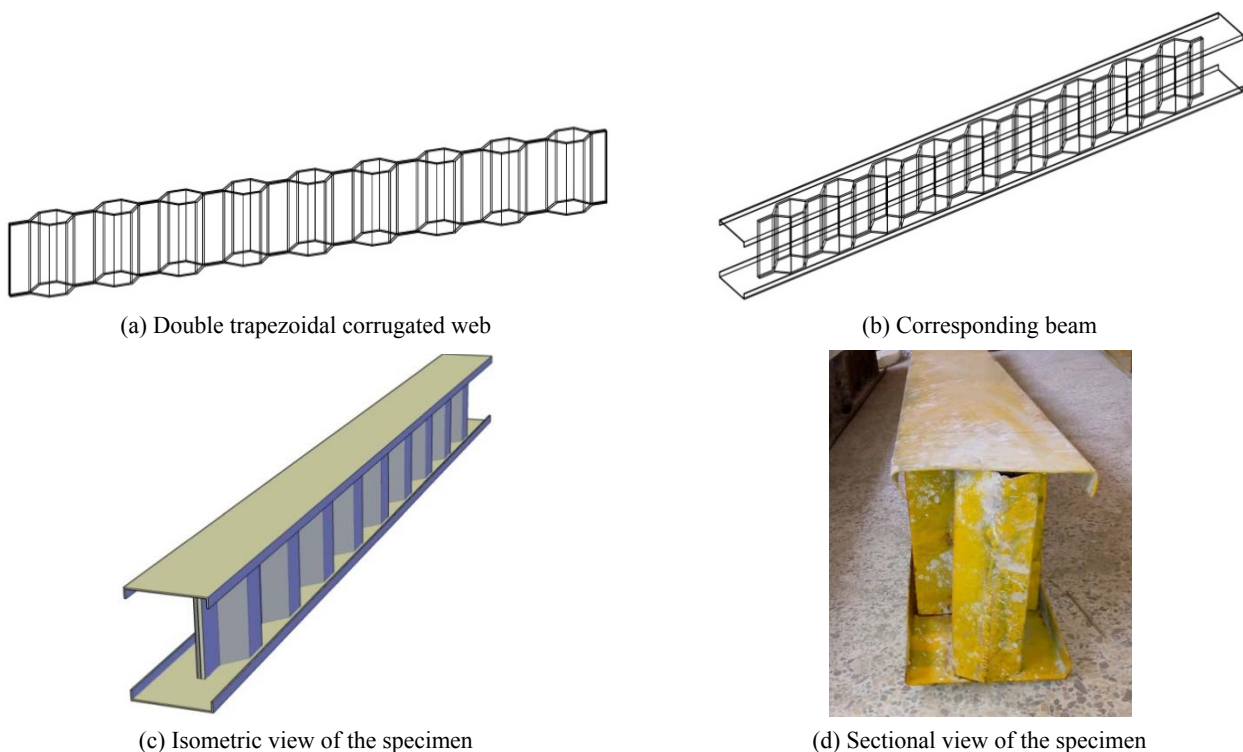 (a) Double trapezoidal corrugated web
(b) Corresponding beam
(c) Isometric view of the specimen
(d) Sectional view of the specimen